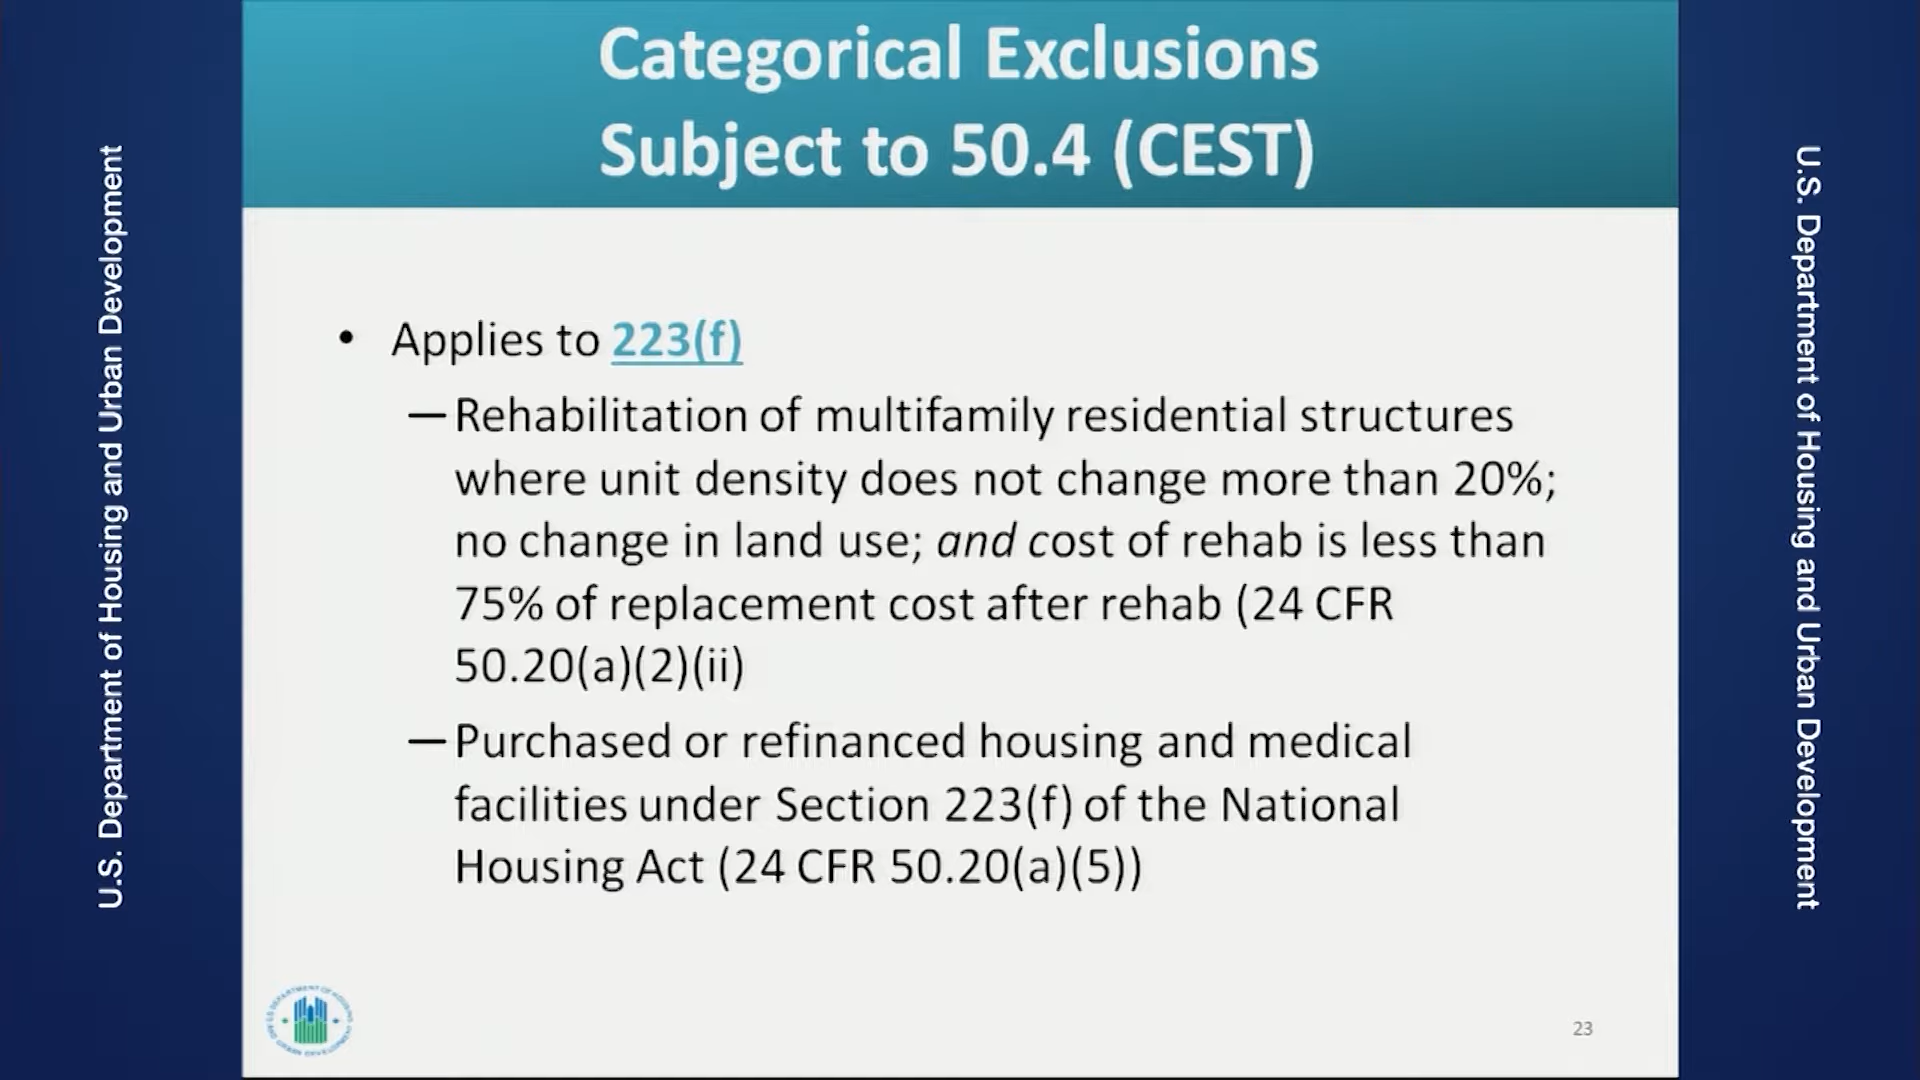 Categorical Exclusions
Subject to 50.4 (CEST)
• Applies to 223(f)
—Rehabilitation of multifamily residential structures
where unit density does not change more than 20%;
no change in land use; and cost of rehab is less than
75% of replacement cost after rehab (24 CFR
50.20(a)(2)(ii)
—Purchased or refinanced housing and medical
facilities under Section 223(f) of the National
Housing Act (24 CFR 50.20(a)(5))
23
U.S. Department of Housing and Urban Development
U.S. Department of Housing and Urban Development